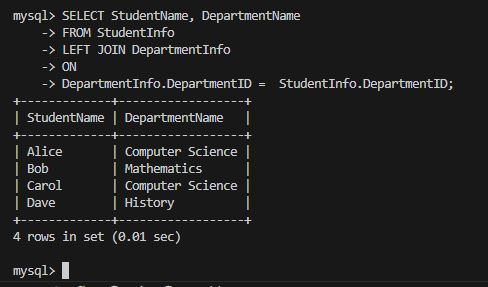 mysql> SELECT StudentName, DepartmentName
    -> FROM StudentInfo
    -> LEFT JOIN DepartmentInfo
    -> ON
    -> DepartmentInfo.DepartmentID =  StudentInfo.DepartmentID;
+-------------+------------------+
| StudentName | DepartmentName   |
+-------------+------------------+
| Alice       | Computer Science |
| Bob         | Mathematics      |
| Carol       | Computer Science |
| Dave        | History          |
+-------------+------------------+
4 rows in set (0.01 sec)

mysql>